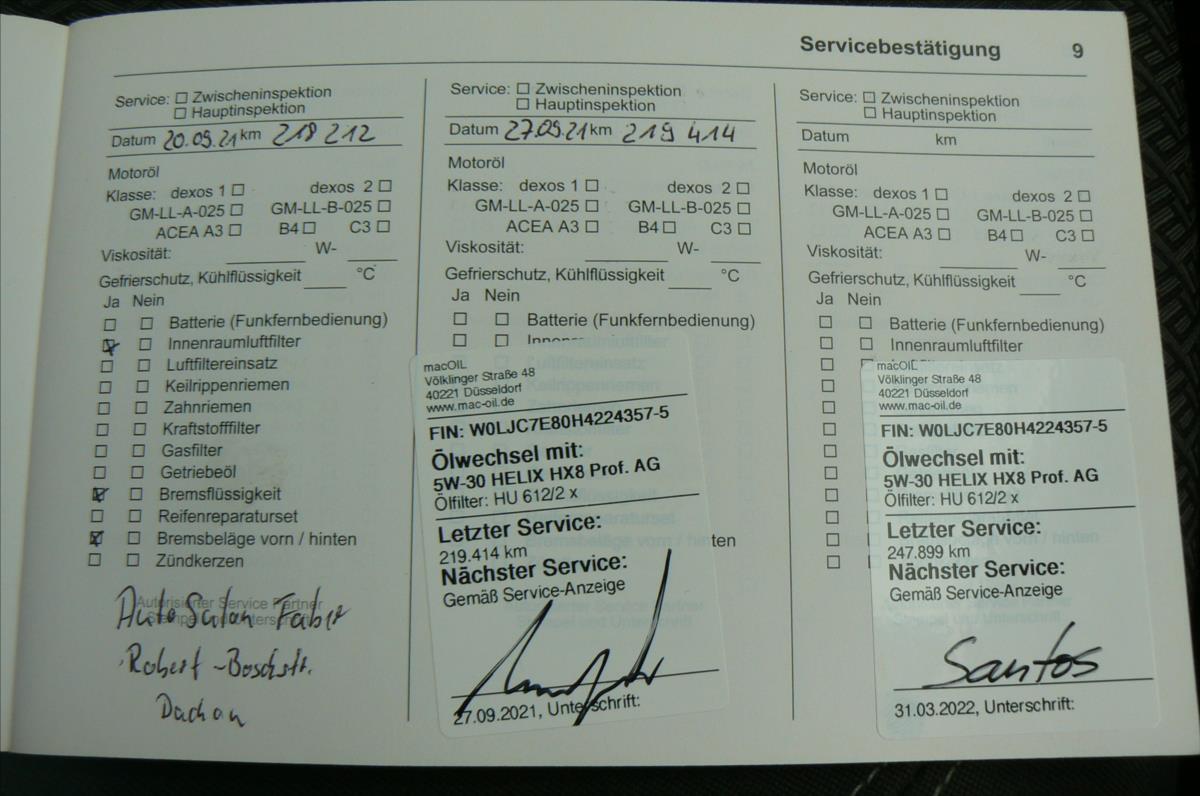 Servicebestätigung 9
Service: Zwischeninspektion
Hauptinspektion
Datum 20.09.21 km 218 212
Motoröl
Klasse: dexos 1 dexos 2
GM-LL-A-025 GM-LL-B-025
ACEA A3 B4 C3
Viskosität: W-
Gefrierschutz, Kühlflüssigkeit °C
Ja Nein
Batterie (Funkfernbedienung)
Innenraumluftfilter
Luftfiltereinsatz
Keilrippenriemen
Zahnriemen
Kraftstofffilter
Gasfilter
Getriebeöl
Bremsflüssigkeit
Reifenreparaturset
Bremsbeläge vorn / hinten
Zündkerzen
Autorisierter Service Partner
Stempel und Unterschrift
Auto Salon
Robert-Boschstr.
Dachau
Service: Zwischeninspektion
Hauptinspektion
Datum 27.09.21 km 219 414
Motoröl
Klasse: dexos 1 dexos 2
GM-LL-A-025 GM-LL-B-025
ACEA A3 B4 C3
Viskosität: W-
Gefrierschutz, Kühlflüssigkeit °C
Ja Nein
Batterie (Funkfernbedienung)
Innenraumluftfilter
macOIL
Völklinger Straße 48
40221 Düsseldorf
www.mac-oil.de
FIN: W0LJC7E80H4224357-5
Ölwechsel mit:
5W-30 HELIX HX8 Prof. AG
Ölfilter: HU 612/2 x
Letzter Service:
219.414 km
Nächster Service:
Gemäß Service-Anzeige
27.09.2021, Unterschrift:
Service: Zwischeninspektion
Hauptinspektion
Datum km
Motoröl
Klasse: dexos 1 dexos 2
GM-LL-A-025 GM-LL-B-025
ACEA A3 B4 C3
Viskosität: W-
Gefrierschutz, Kühlflüssigkeit °C
Ja Nein
Batterie (Funkfernbedienung)
Innenraumluftfilter
macOIL
Völklinger Straße 48
40221 Düsseldorf
www.mac-oil.de
FIN: W0LJC7E80H4224357-5
Ölwechsel mit:
5W-30 HELIX HX8 Prof. AG
Ölfilter: HU 612/2 x
Letzter Service:
247.899 km
Nächster Service:
Gemäß Service-Anzeige
Santos
31.03.2022, Unterschrift: